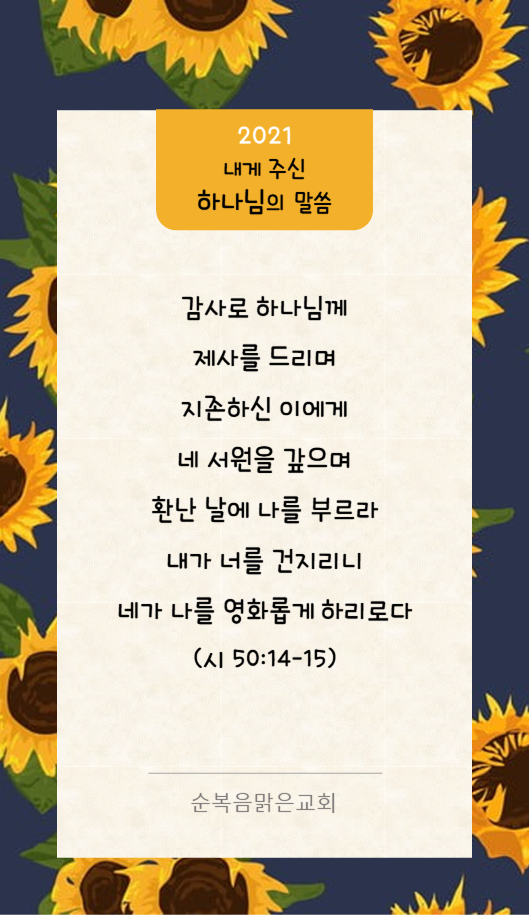 2021
내게 주신
하나님의 말씀
감사로 하나님께
제사를 드리며
지존하신 이에게
네 서원을 갚으며
환난 날에 나를 부르라
내가 너를 건지리니
네가 나를 영화롭게 하리로다
(시 50:14-15)
순복음맑은교회